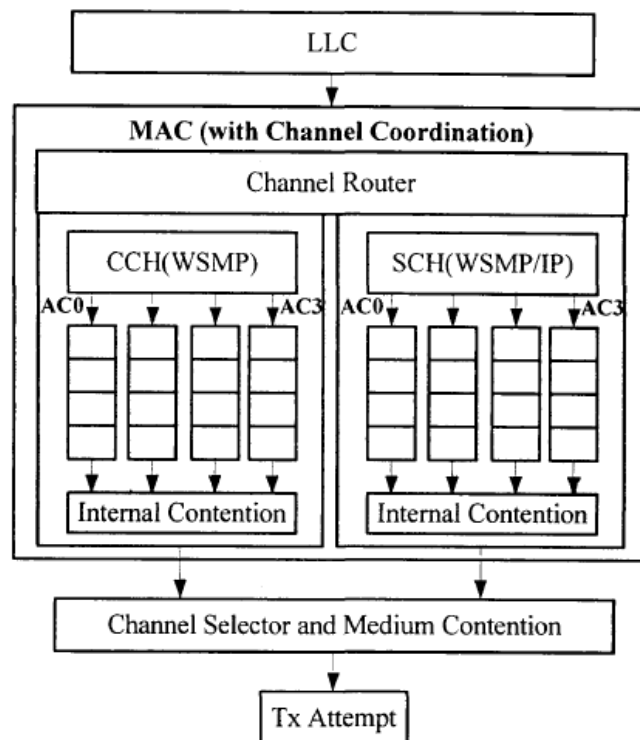 LLC
MAC (with Channel Coordination)
Channel Router
CCH(WSMP)
SCH(WSMP/IP)
AC0
AC3
AC0
AC3
Internal Contention
Internal Contention
Channel Selector and Medium Contention
Tx Attempt